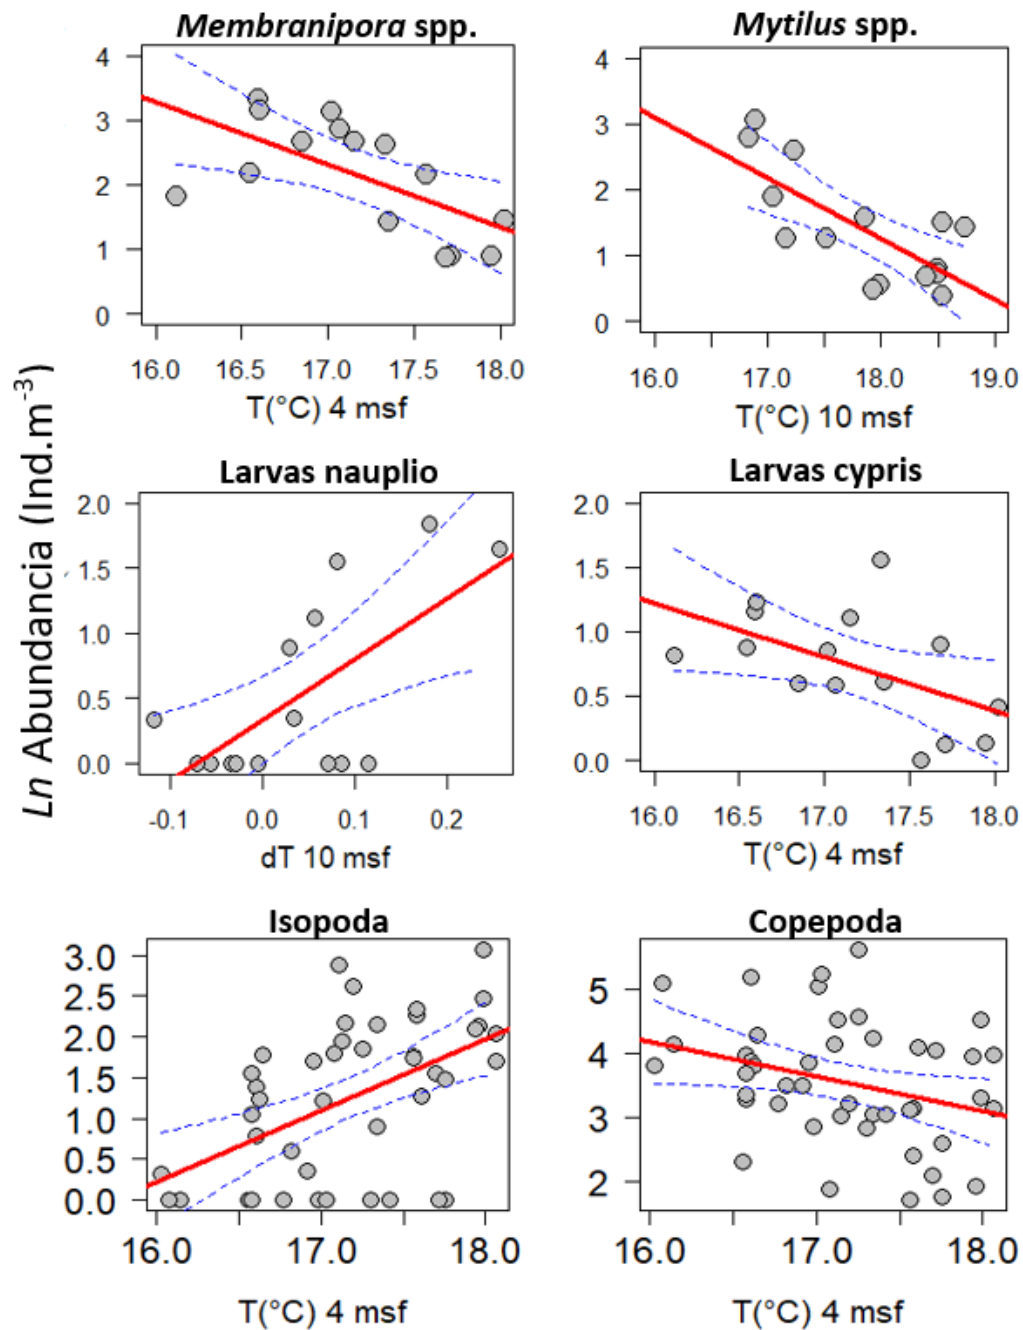 Membranipora spp.
Mytilus spp.
4
3
2
1
0
16.0 16.5 17.0 17.5 18.0
T(°C) 4 msf
4
3
2
1
0
16.0 17.0 18.0 19.0
T(°C) 10 msf
Ln Abundancia (Ind.m-3)
Larvas nauplio
Larvas cypris
2.0
1.5
1.0
0.5
0.0
-0.1 0.0 0.1 0.2
dT 10 msf
2.0
1.5
1.0
0.5
0.0
16.0 16.5 17.0 17.5 18.0
T(°C) 4 msf
Isopoda
Copepoda
3.0
2.5
2.0
1.5
1.0
0.5
0.0
16.0 17.0 18.0
T(°C) 4 msf
5
4
3
2
16.0 17.0 18.0
T(°C) 4 msf